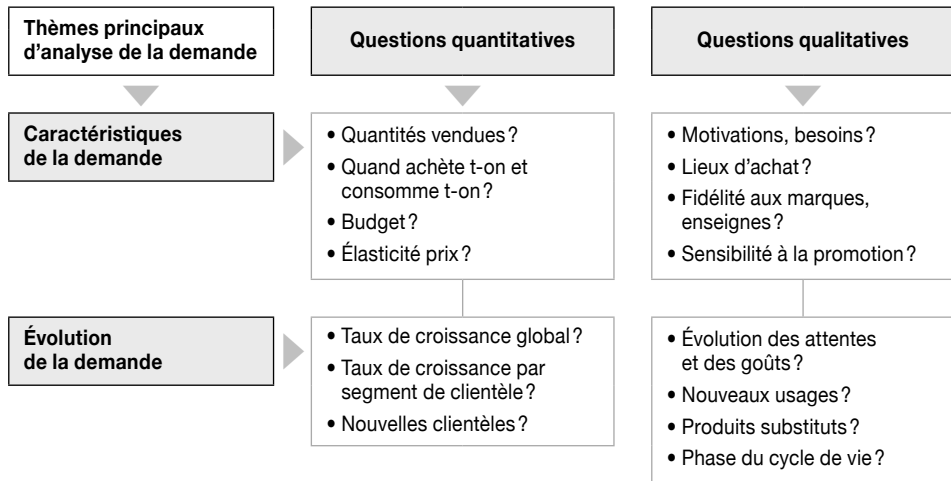 Thèmes principaux
d'analyse de la demande
Questions quantitatives
Questions qualitatives
Caractéristiques
de la demande
• Quantités vendues ?
• Quand achète t-on et
consomme t-on ?
• Budget ?
• Élasticité prix ?
• Motivations, besoins ?
• Lieux d'achat ?
• Fidélité aux marques,
enseignes ?
• Sensibilité à la promotion ?
Évolution
de la demande
• Taux de croissance global ?
• Taux de croissance par
segment de clientèle ?
• Nouvelles clientèles ?
• Évolution des attentes
et des goûts ?
• Nouveaux usages ?
• Produits substituts ?
• Phase du cycle de vie ?